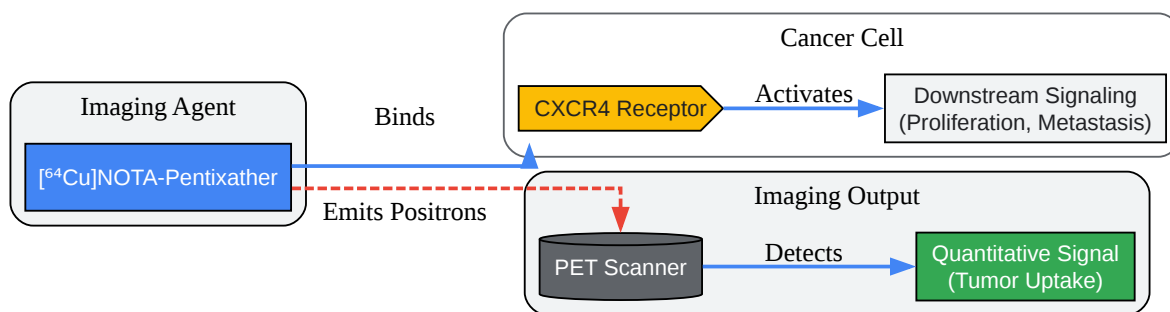 Cancer Cell
Imaging Agent
Binds
CXCR4 Receptor
Activates
Downstream Signaling
(Proliferation, Metastasis)
[⁶⁴Cu]NOTA-Pentixather
Emits Positrons
Imaging Output
PET Scanner
Detects
Quantitative Signal
(Tumor Uptake)